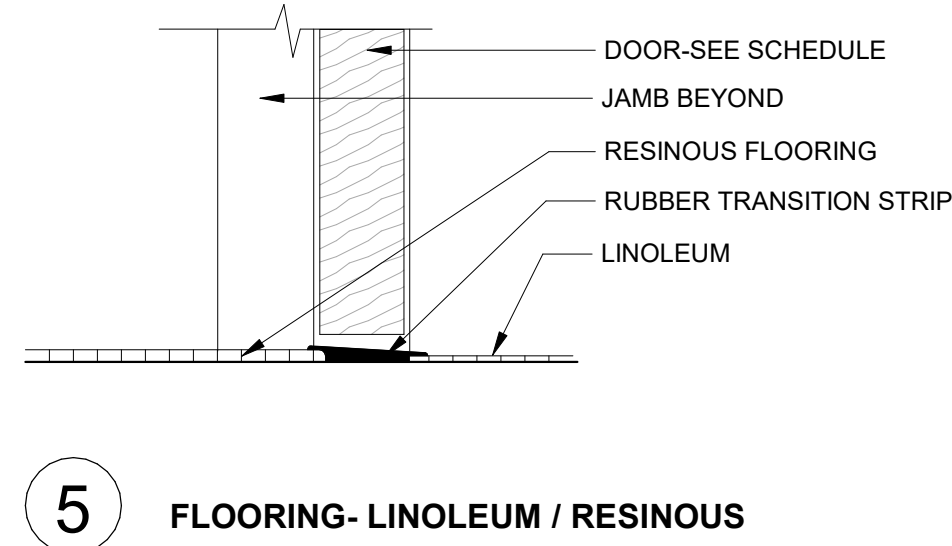 DOOR-SEE SCHEDULE
JAMB BEYOND
RESINOUS FLOORING
RUBBER TRANSITION STRIP
LINOLEUM
5 FLOORING- LINOLEUM / RESINOUS